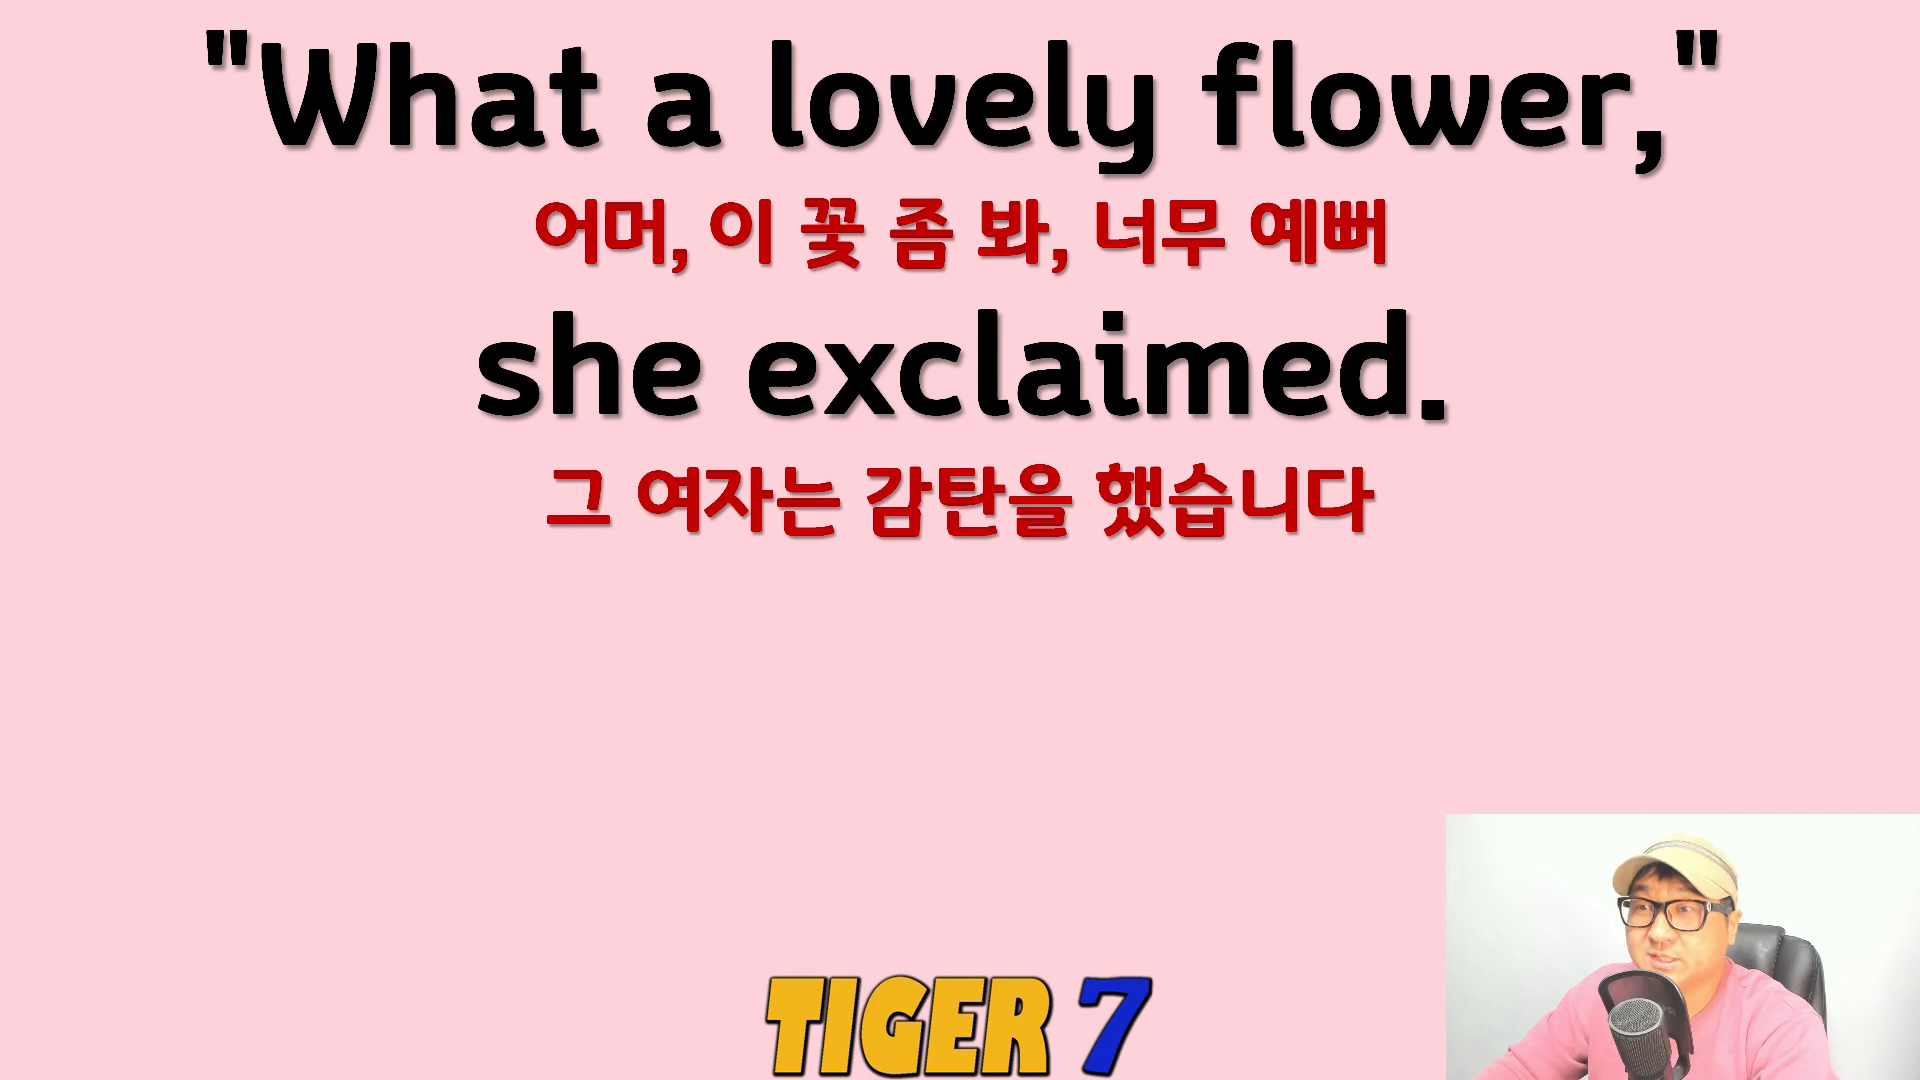 "What a lovely flower,"
어머, 이 꽃 좀 봐, 너무 예뻐
she exclaimed.
그 여자는 감탄을 했습니다
TIGER 7